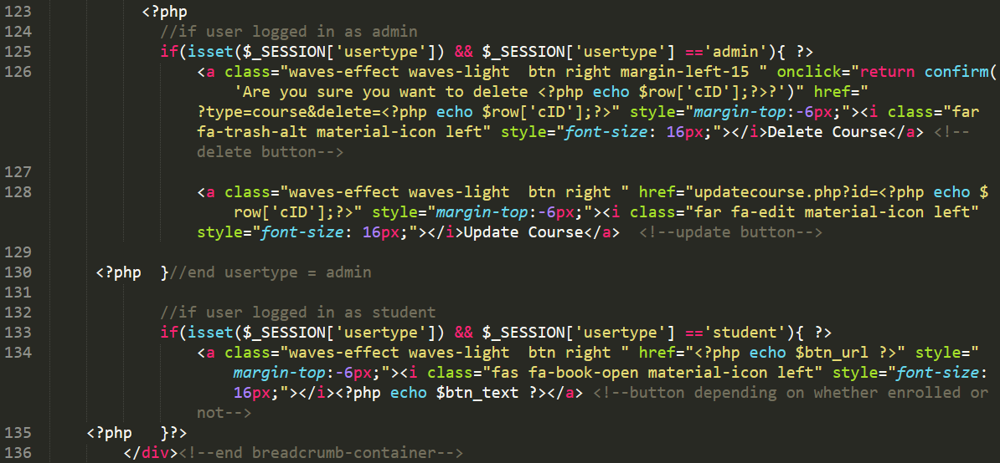 123 <?php
124 //if user logged in as admin
125 if(isset($_SESSION['usertype']) && $_SESSION['usertype'] =='admin'){ ?>
126 <a class="waves-effect waves-light  btn right margin-left-15 " onclick="return confirm(
'Are you sure you want to delete <?php echo $row['cID'];?>?')" href="
?type=course&delete=<?php echo $row['cID'];?>" style="margin-top:-6px;"><i class="far
fa-trash-alt material-icon left" style="font-size: 16px;"></i>Delete Course</a> <!--
delete button-->
127
128 <a class="waves-effect waves-light  btn right " href="updatecourse.php?id=<?php echo $
row['cID'];?>" style="margin-top:-6px;"><i class="far fa-edit material-icon left"
style="font-size: 16px;"></i>Update Course</a>  <!--update button-->
129
130 <?php  }//end usertype = admin
131
132 //if user logged in as student
133 if(isset($_SESSION['usertype']) && $_SESSION['usertype'] =='student'){ ?>
134 <a class="waves-effect waves-light  btn right " href="<?php echo $btn_url ?>" style="
margin-top:-6px;"><i class="fas fa-book-open material-icon left" style="font-size:
16px;"></i><?php echo $btn_text ?></a> <!--button depending on whether enrolled or
not-->
135 <?php   }?>
136 </div><!--end breadcrumb-container-->